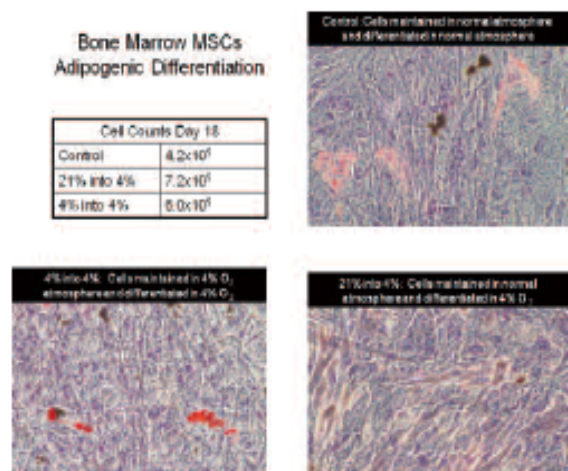 Bone Marrow MSCs
Adipogenic Differentiation
Control: Cells maintained in normal atmosphere
and differentiated in normal atmosphere
Cell Counts Day 18
Control 4.2x10
21% into 4% 7.2x10
4% into 4% 6.0x10
4% into 4%: Cells maintained in 4% O2
atmosphere and differentiated in 4% O2
21% into 4%: Cells maintained in normal
atmosphere and differentiated in 4% O2